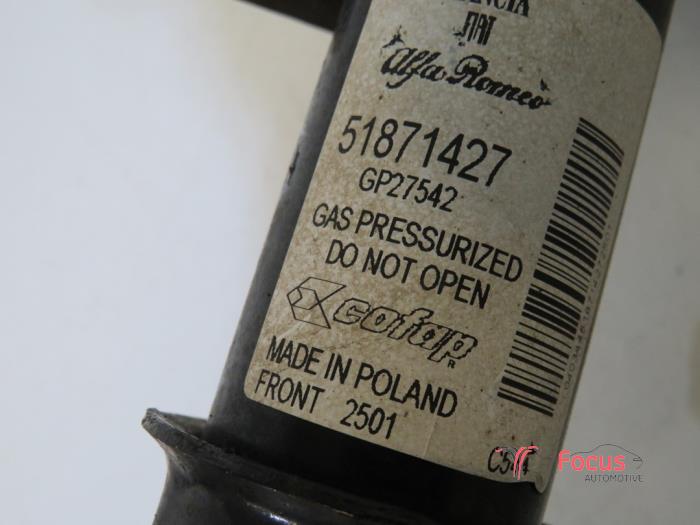 FIAT
Alfa Romeo
51871427
GP27542
GAS PRESSURIZED
DO NOT OPEN
cofap
R
MADE IN POLAND
FRONT 2501
Focus
AUTOMOTIVE